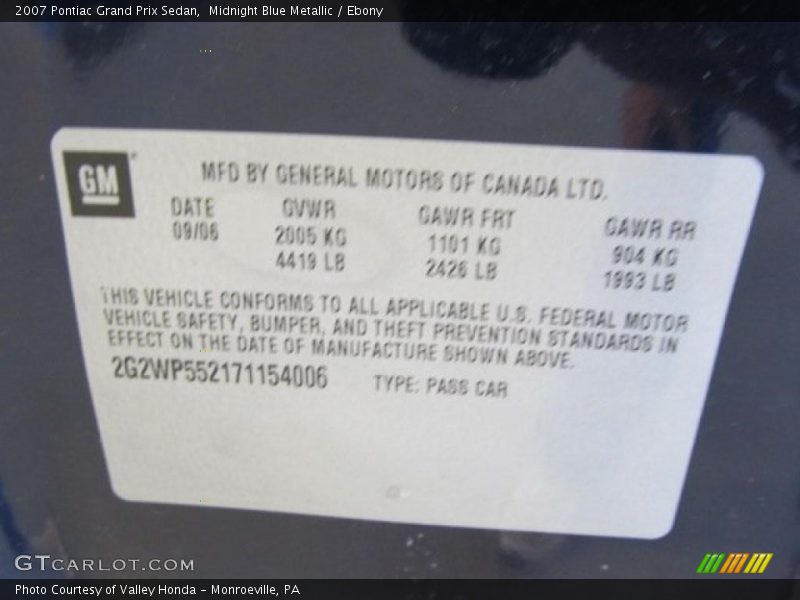 2007 Pontiac Grand Prix Sedan,  Midnight Blue Metallic / Ebony
GM
MFD BY GENERAL MOTORS OF CANADA LTD.
DATE GVWR GAWR FRT GAWR RR
09/06 2005 KG 1101 KG 904 KG
4419 LB 2426 LB 1993 LB
THIS VEHICLE CONFORMS TO ALL APPLICABLE U.S. FEDERAL MOTOR
VEHICLE SAFETY, BUMPER, AND THEFT PREVENTION STANDARDS IN
EFFECT ON THE DATE OF MANUFACTURE SHOWN ABOVE.
2G2WP552171154006 TYPE: PASS CAR
GTCARLOT.COM
Photo Courtesy of Valley Honda - Monroeville, PA